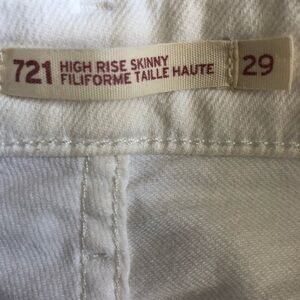 721 HIGH RISE SKINNY
FILIFORME TAILLE HAUTE
29